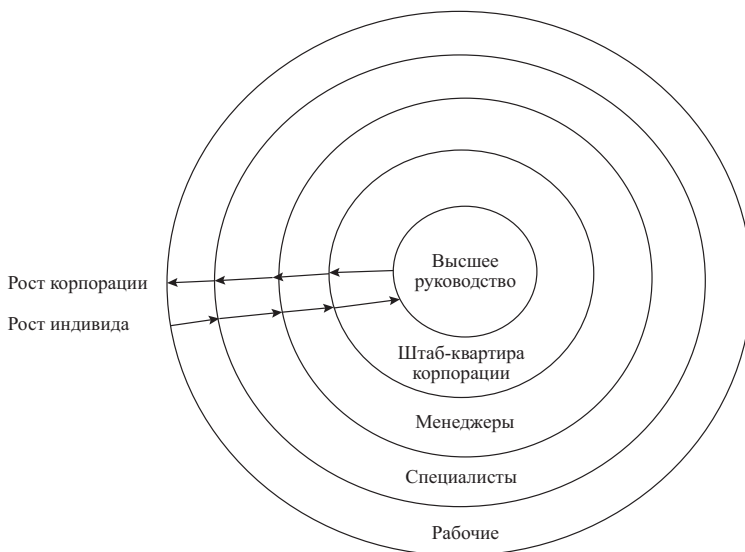 Высшее
руководство
Рост корпорации
Рост индивида
Штаб-квартира
корпорации
Менеджеры
Специалисты
Рабочие